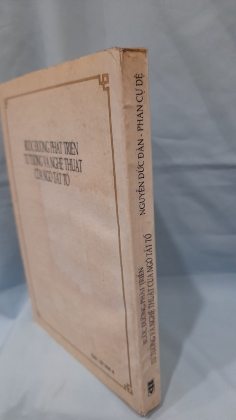 BƯỚC ĐƯỜNG PHÁT TRIỂN
TƯ TƯỞNG VÀ NGHỆ THUẬT
CỦA NGÔ TẤT TỐ
NGUYỄN ĐỨC ĐÀN - PHAN CỰ ĐỆ
BƯỚC ĐƯỜNG PHÁT TRIỂN
TƯ TƯỞNG VÀ NGHỆ THUẬT CỦA NGÔ TẤT TỐ